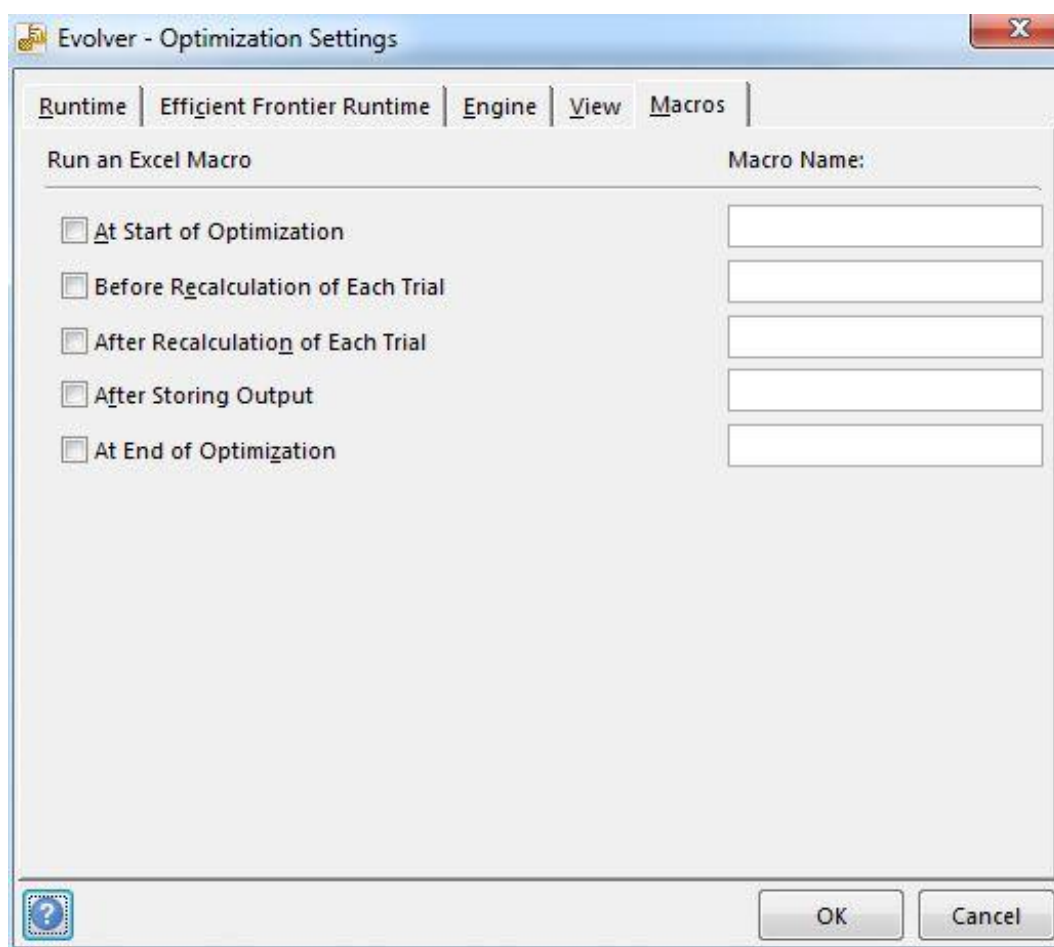 Evolver - Optimization Settings
Runtime Efficient Frontier Runtime Engine View Macros
Run an Excel Macro Macro Name:
At Start of Optimization
Before Recalculation of Each Trial
After Recalculation of Each Trial
After Storing Output
At End of Optimization
? OK Cancel